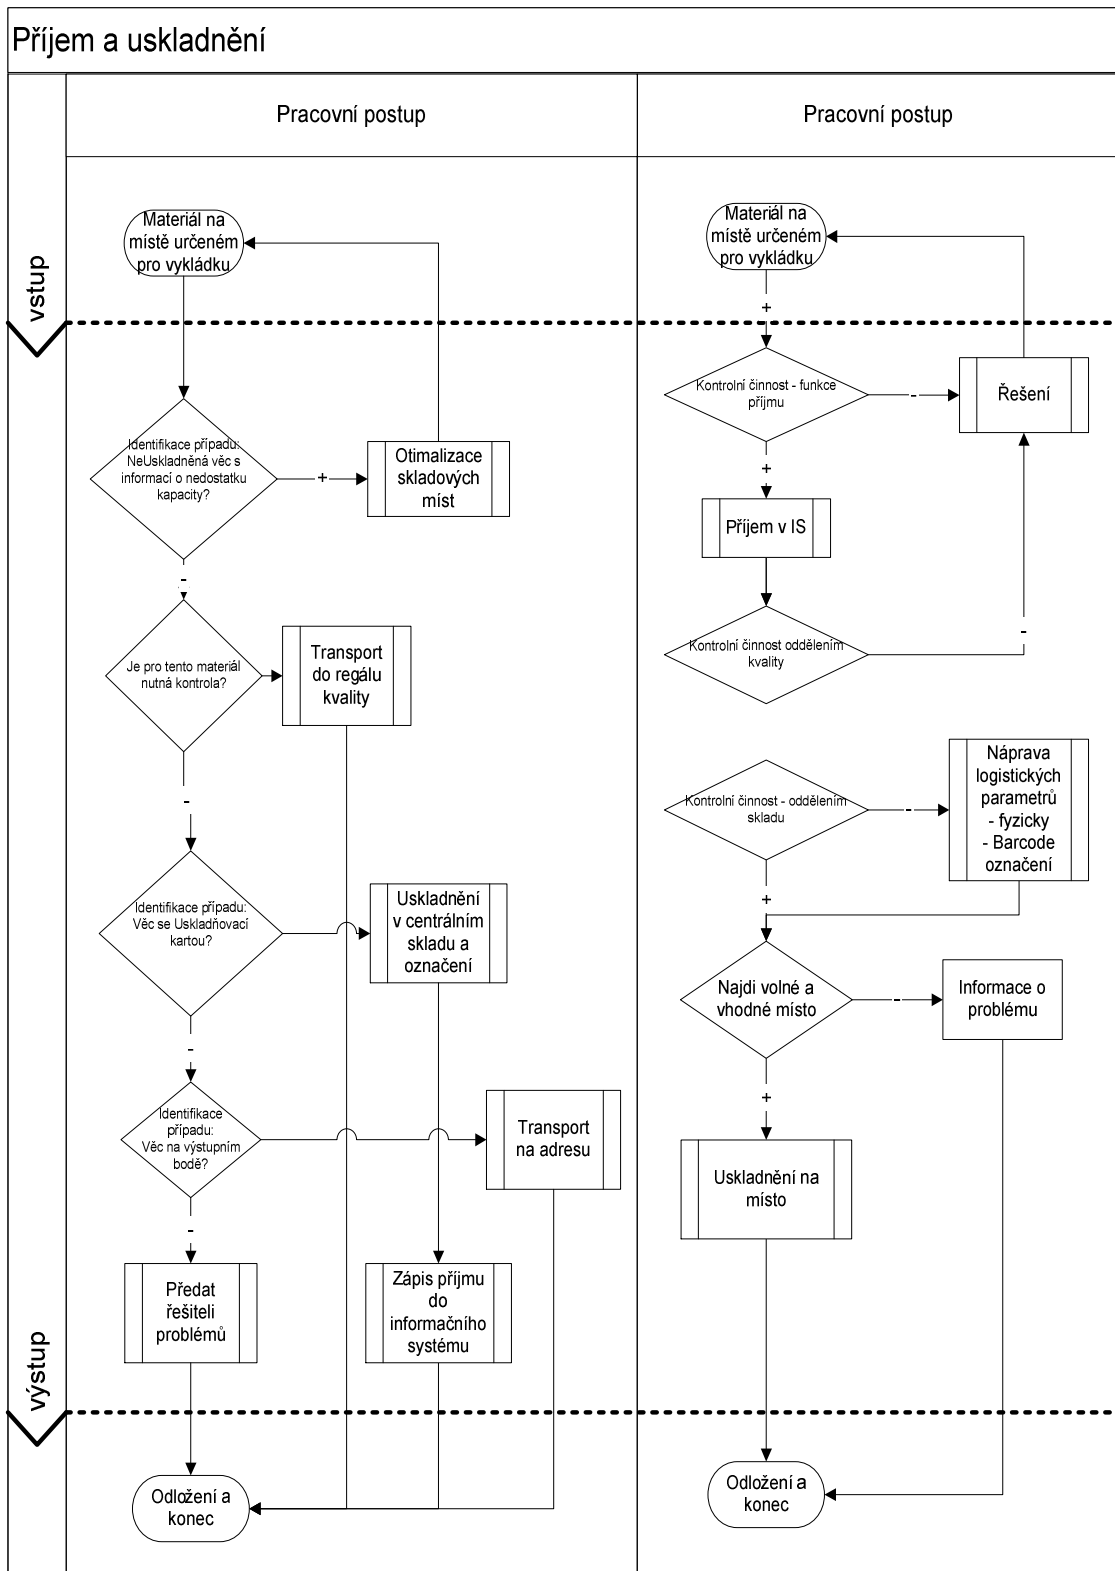 Příjem a uskladnění
Pracovní postup
Pracovní postup
vstup
Materiál na
místě určeném
pro vykládku
Identifikace případu:
NeUskladněná věc s
informací o nedostatku
kapacity?
+
Otimalizace
skladových
míst
-
Je pro tento materiál
nutná kontrola?
Transport
do regálu
kvality
-
Identifikace případu:
Věc se Uskladňovací
kartou?
Uskladnění
v centrálním
skladu a
označení
-
Identifikace
případu:
Věc na výstupním
bodě?
Transport
na adresu
-
Předat
řešiteli
problémů
Zápis příjmu
do
informačního
systému
výstup
Odložení a
konec
Materiál na
místě určeném
pro vykládku
+
Kontrolní činnost - funkce
příjmu
-
Řešení
+
Příjem v IS
Kontrolní činnost oddělením
kvality
-
Kontrolní činnost - oddělením
skladu
-
Náprava
logistických
parametrů
- fyzicky
- Barcode
označení
+
Najdi volné a
vhodné místo
-
Informace o
problému
+
Uskladnění na
místo
Odložení a
konec